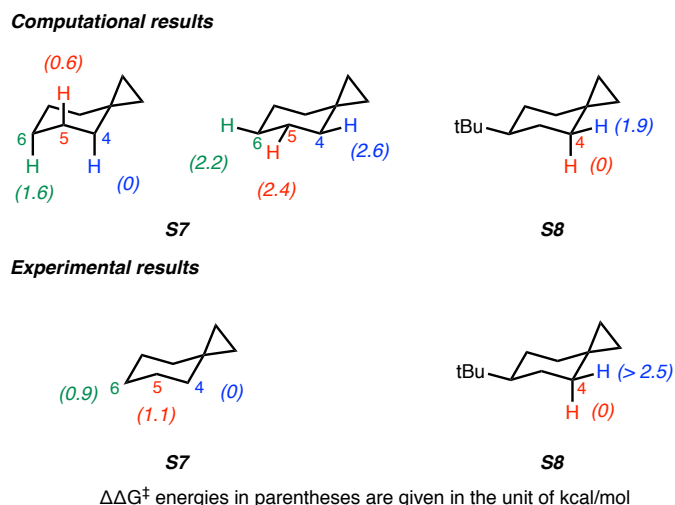 Computational results
(0.6)
H
6 5 4
H H
(1.6) (0)
H 6 5 4 H
H
(2.2) (2.6)
(2.4)
tBu H (1.9)
4
H (0)
S7 S8
Experimental results
(0.9) 6 5 4 (0)
(1.1)
tBu H (> 2.5)
4
H (0)
S7 S8
ΔΔG‡ energies in parentheses are given in the unit of kcal/mol